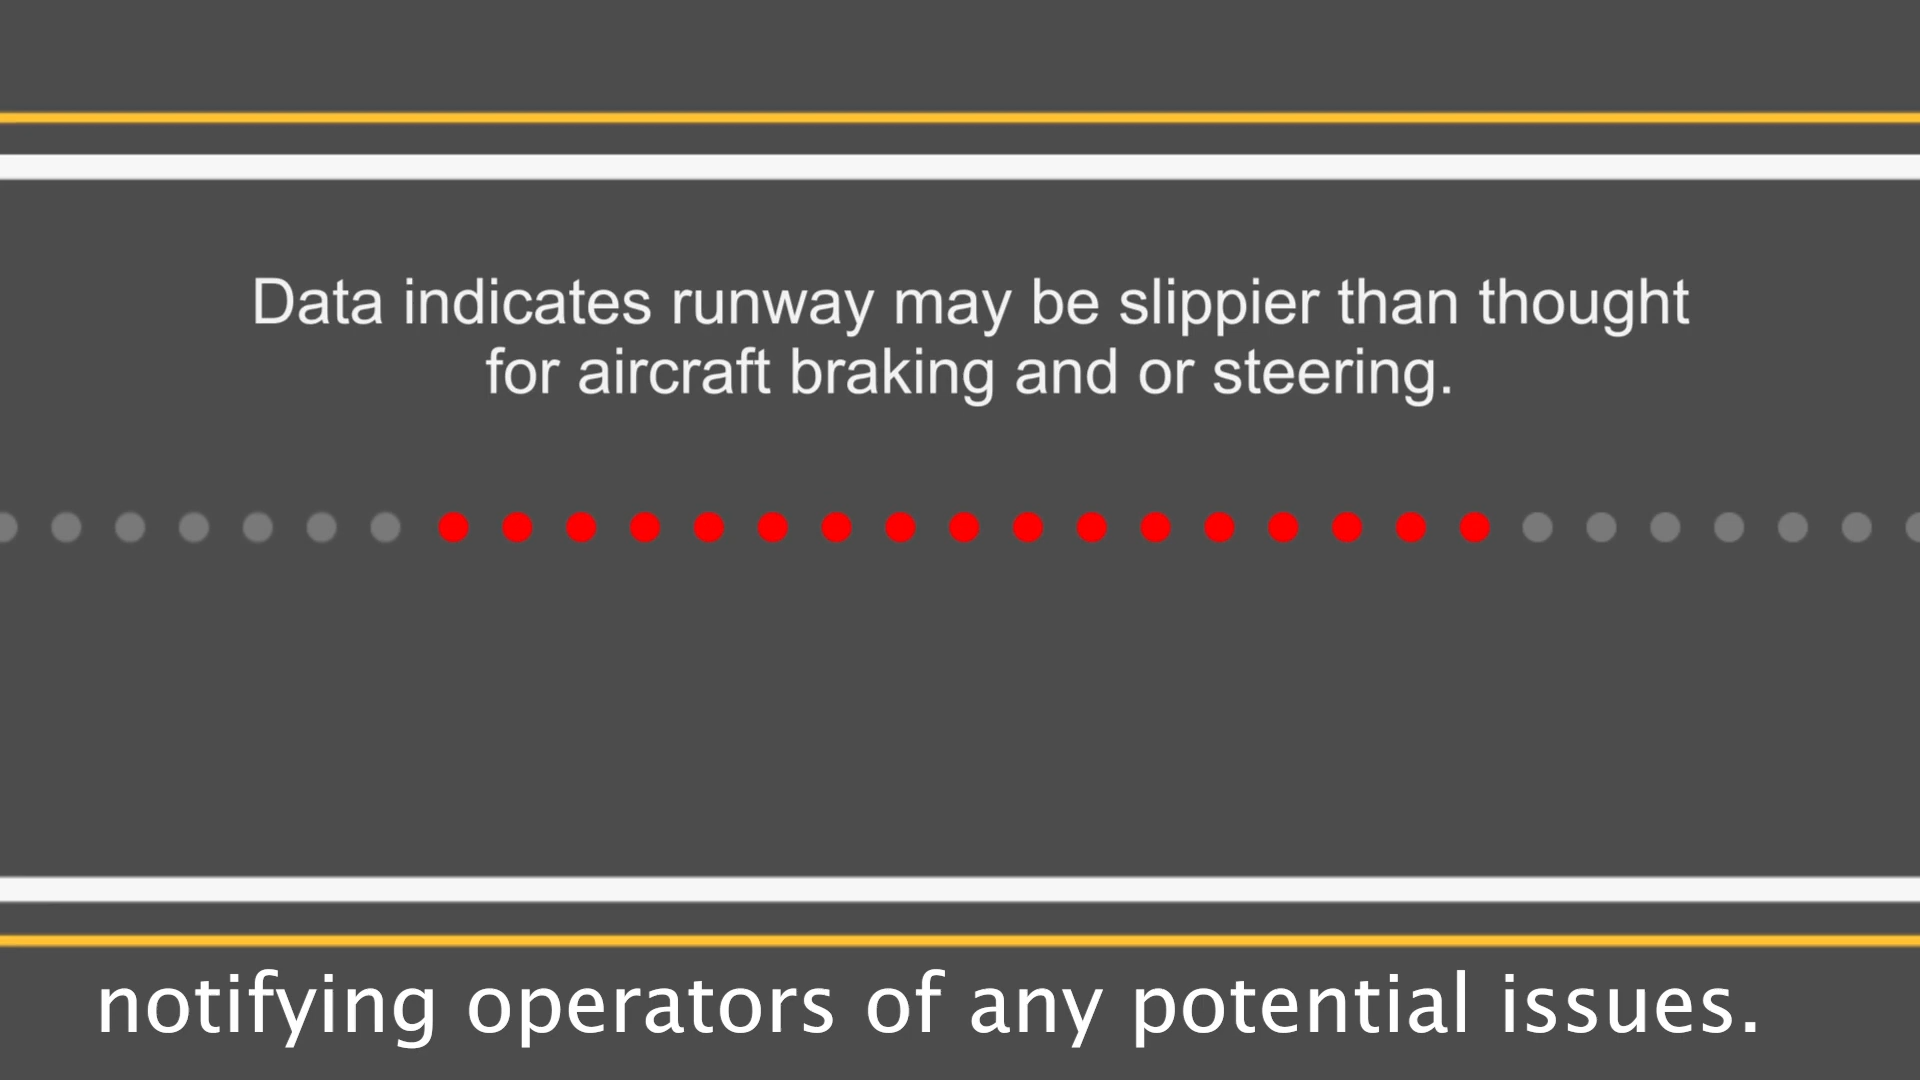 Data indicates runway may be slippier than thought
for aircraft braking and or steering.
notifying operators of any potential issues.